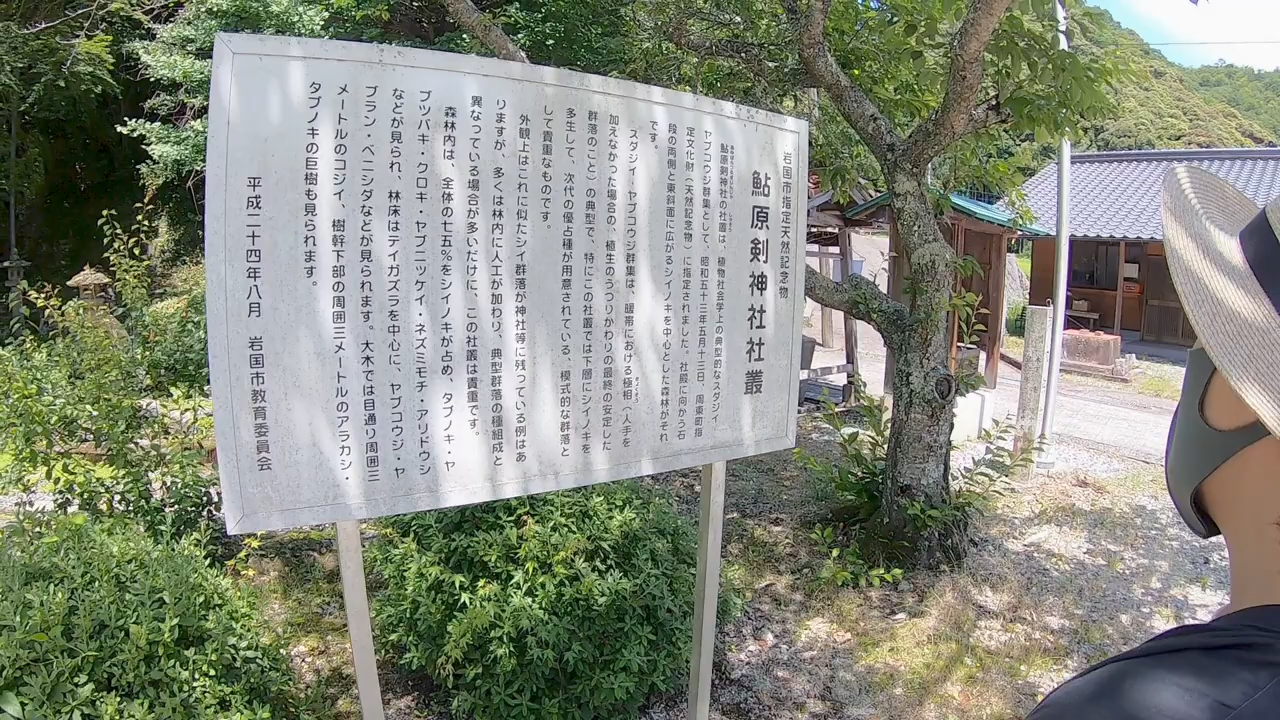 岩国市指定天然記念物
鮎原剣神社社叢
鮎原剣神社の社叢は、植物社会学上の典型的なスダジイ－
ヤブコウジ群集として、昭和五十三年五月十三日、周東町指
定文化財（天然記念物）に指定されました。社殿に向かう石
段の両側と東斜面に広がるシイノキを中心とした森林がそれ
です。
スダジイ－ヤブコウジ群集は、暖帯における極相（人手を
加えなかった場合の、植生のうつりかわりの最終の安定した
群落のこと）の典型で、特にこの社叢では下層にシイノキを
多生して、次代の優占種が用意されている、模式的な群落と
して貴重なものです。
外観上はこれに似たシイ群落が神社等に残っている例はあ
りますが、多くは林内に人工が加わり、典型群落の種組成と
異なっている場合が多いだけに、この社叢は貴重です。
森林内は、全体の七五%をシイノキが占め、タブノキ・ヤ
ブツバキ・クロキ・ヤブニッケイ・ネズミモチ・アリドウシ
などが見られ、林床はテイカズラを中心に、ヤブコウジ・ヤ
ブラン・ベニシダなどが見られます。大木では目通り周囲三
メートルのコジイ、樹幹下部の周囲三メートルのアラカシ・
タブノキの巨樹も見られます。
平成二十四年八月　岩国市教育委員会